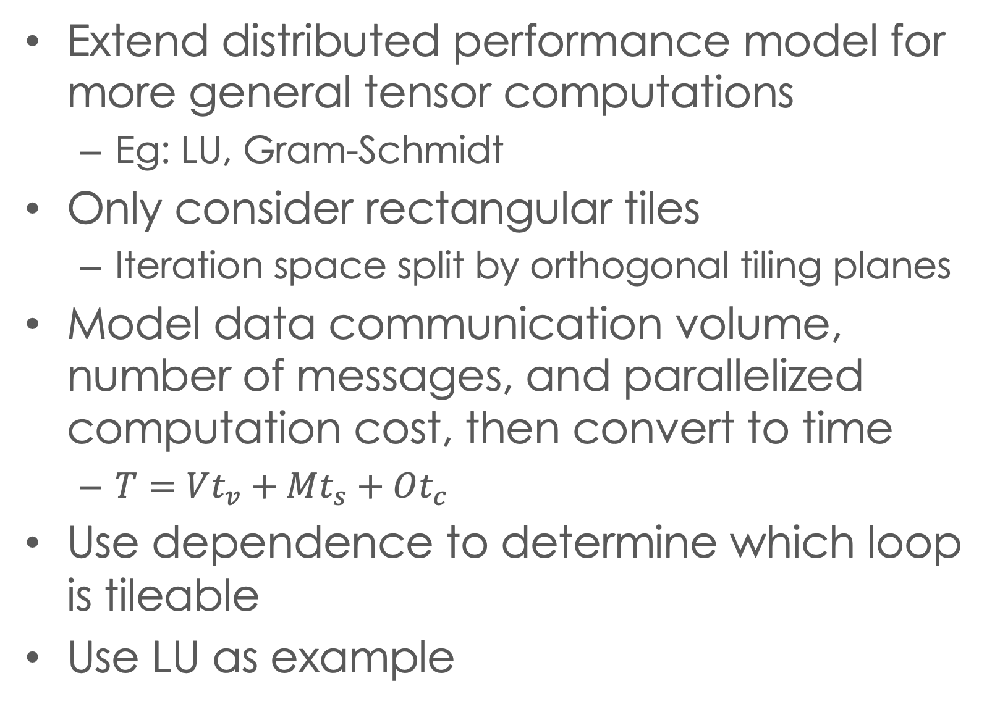 • Extend distributed performance model for
more general tensor computations
– Eg: LU, Gram-Schmidt
• Only consider rectangular tiles
– Iteration space split by orthogonal tiling planes
• Model data communication volume,
number of messages, and parallelized
computation cost, then convert to time
– T = Vt_v + Mt_s + Ot_c
• Use dependence to determine which loop
is tileable
• Use LU as example